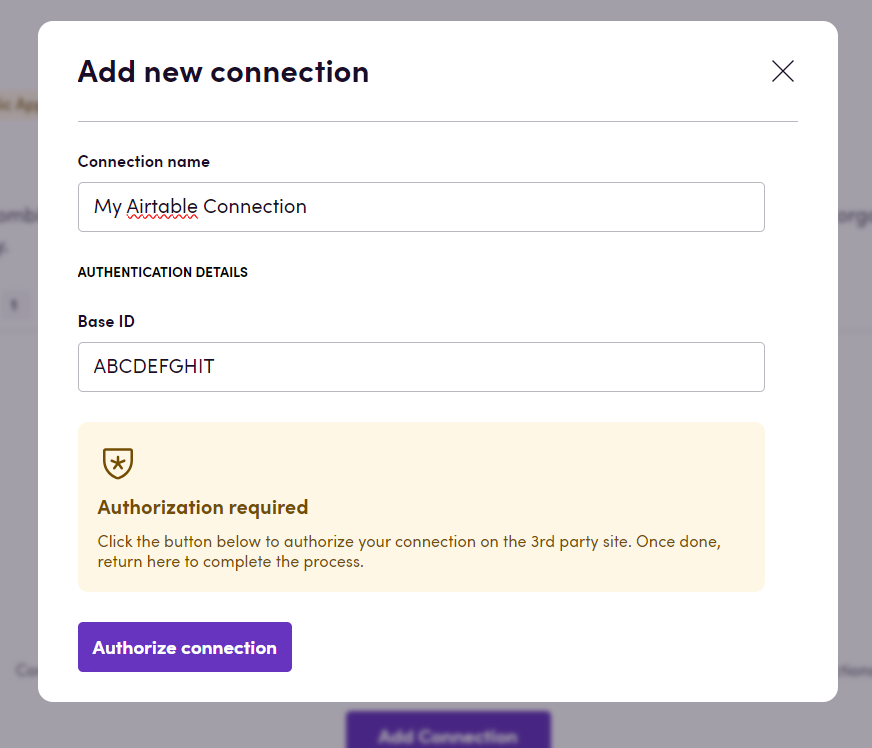 Add new connection
Connection name
My Airtable Connection
AUTHENTICATION DETAILS
Base ID
ABCDEFGHIT
Authorization required
Click the button below to authorize your connection on the 3rd party site. Once done,
return here to complete the process.
Authorize connection
Add Connection